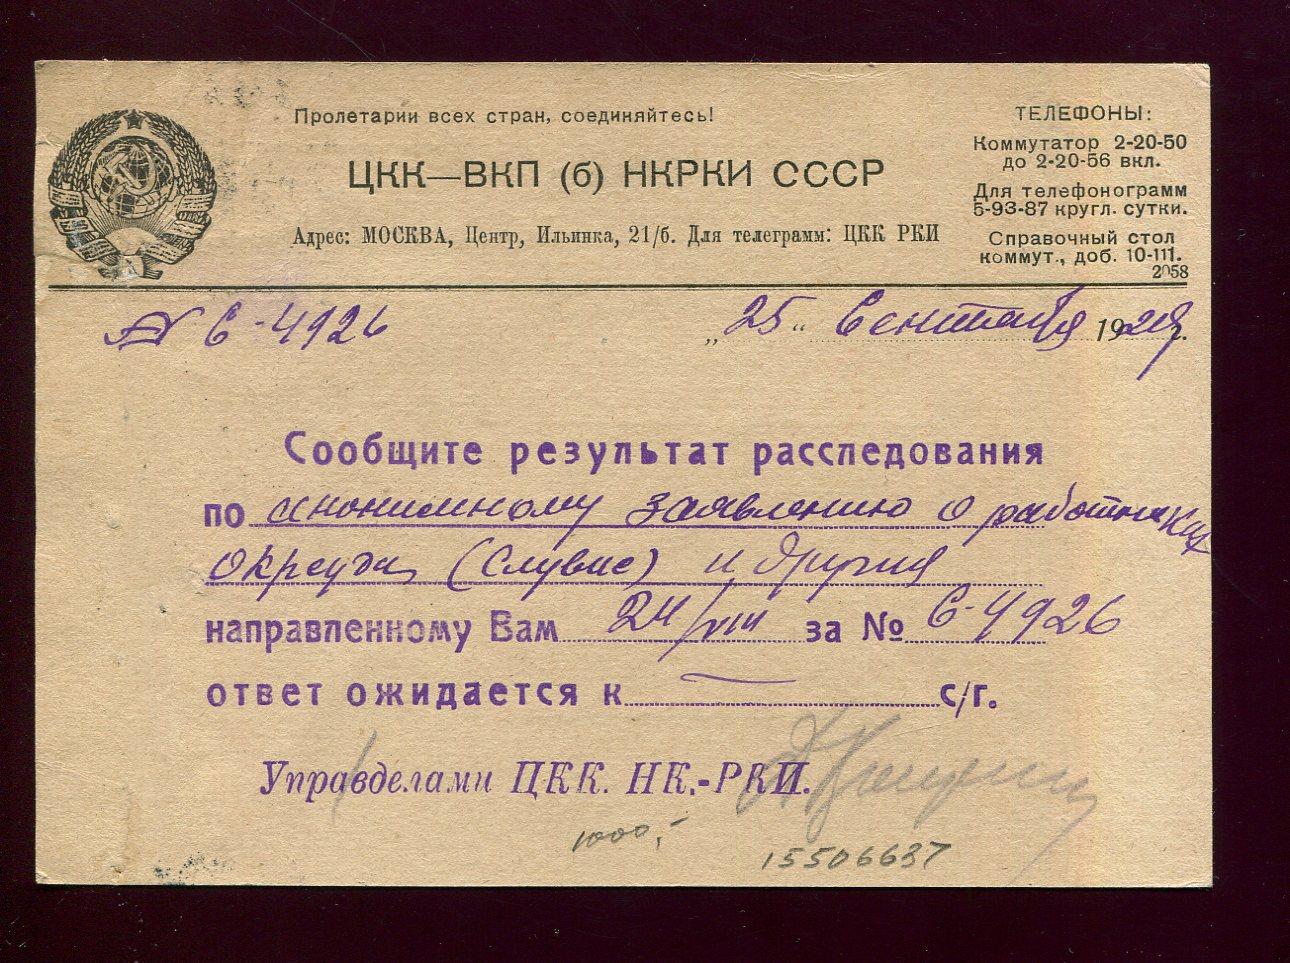 Пролетарии всех стран, соединяйтесь!
ЦКК—ВКП (б) НКРКИ СССР
Адрес: МОСКВА, Центр, Ильинка, 21/б. Для телеграмм: ЦКК РКИ
ТЕЛЕФОНЫ:
Коммутатор 2-20-50
до 2-20-56 вкл.
Для телефонограмм
5-93-87 кругл. сутки.
Справочный стол
коммут., доб. 10-111.
2058
№ С-4926
„25“ Сентября 1929г.
Сообщите результат расследования
по анонимному заявлению о работниках
(Слувис) и других
направленному Вам 24/VIII за № С-4926
ответ ожидается к — с/г.
Управделами ЦКК. НК.-РКИ.
1000,-
15506637